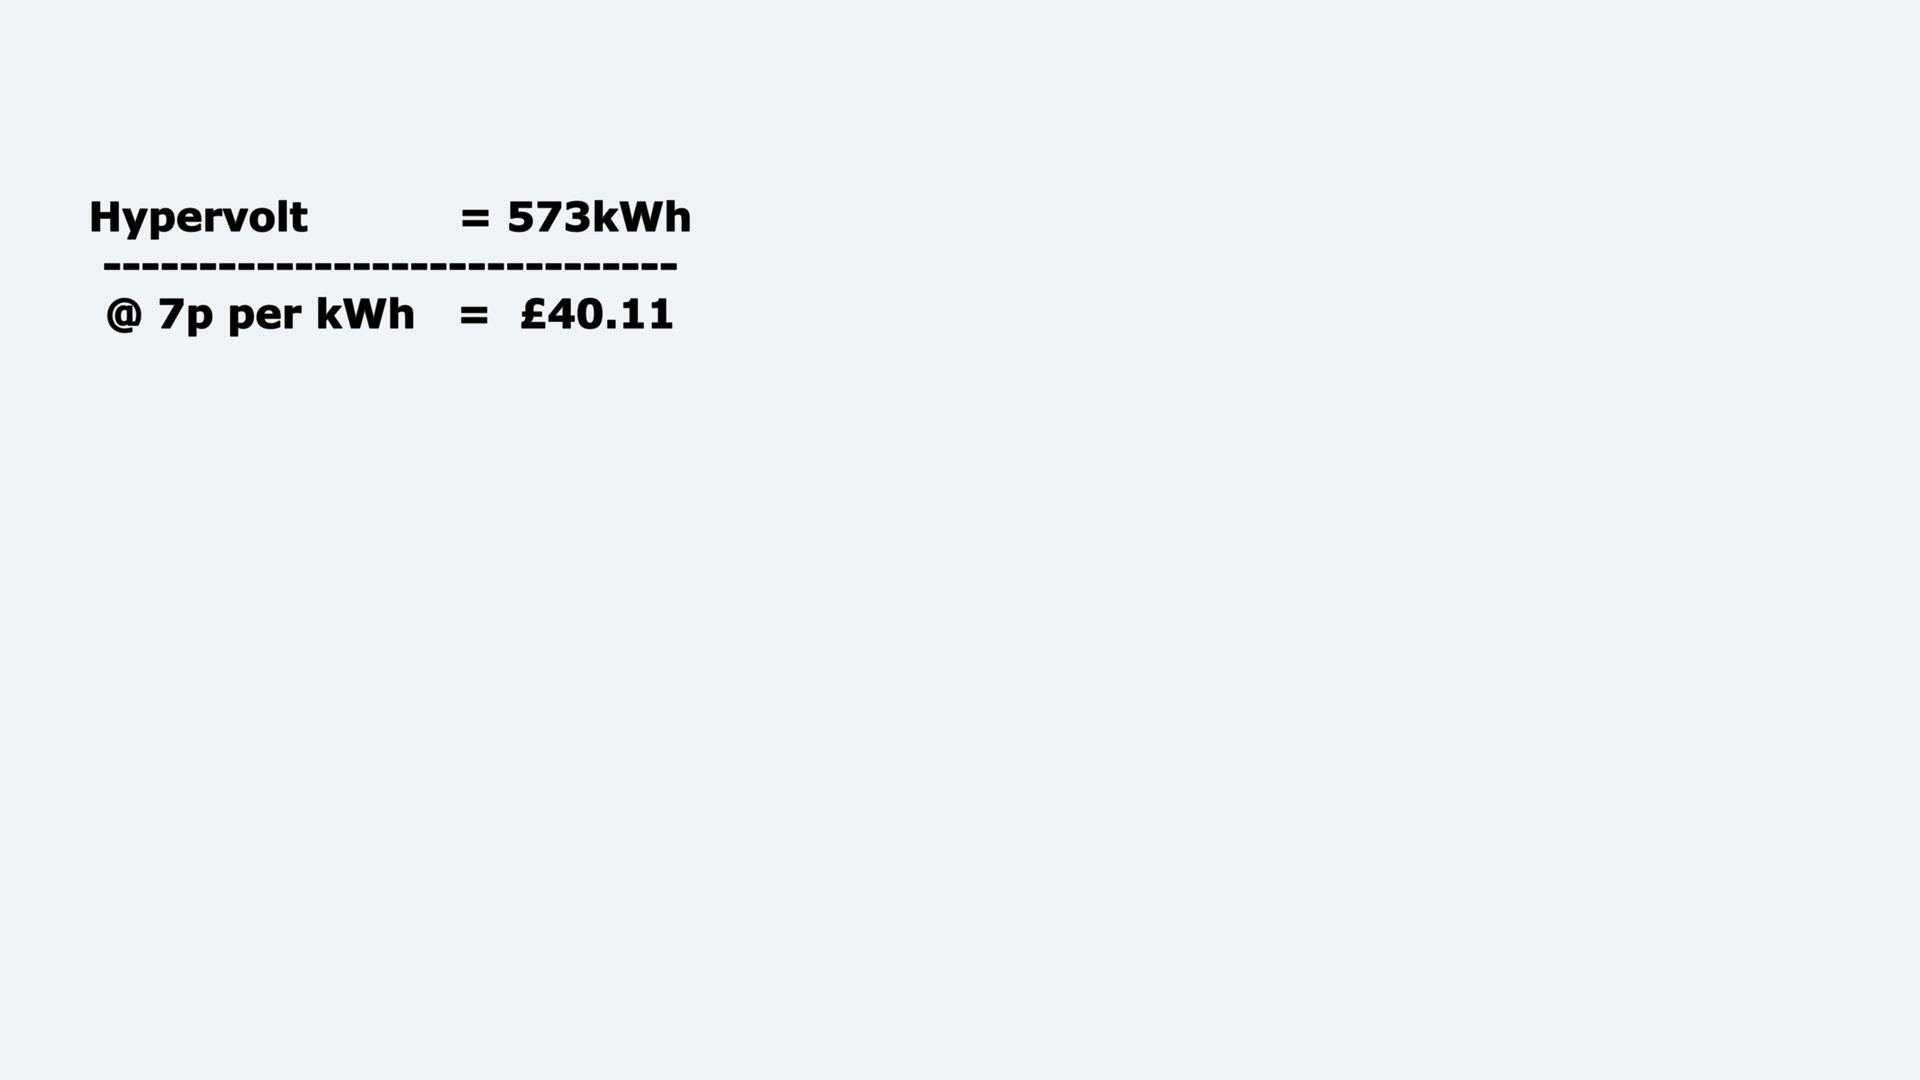 Hypervolt = 573kWh
------------------------------
@ 7p per kWh = £40.11